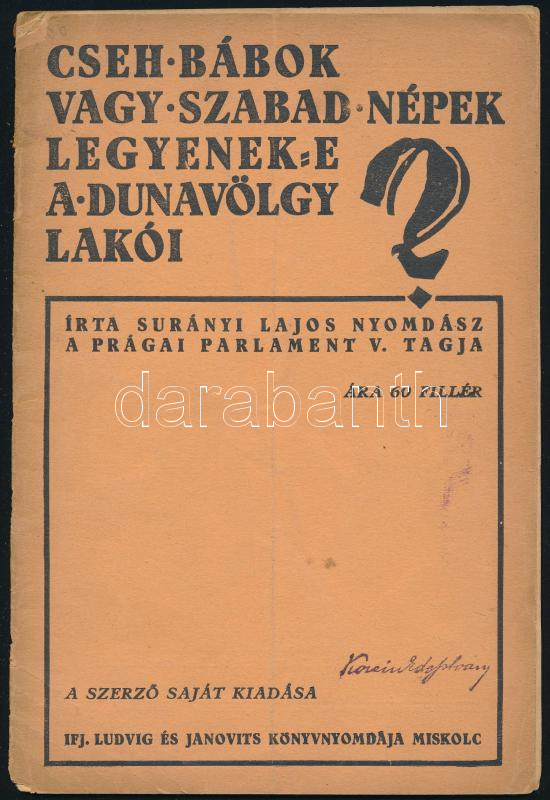 CSEH·BÁBOK
VAGY·SZABAD·NÉPEK
LEGYENEK=E
A·DUNAVÖLGY
LAKÓI
?
ÍRTA SURÁNYI LAJOS NYOMDÁSZ
A PRÁGAI PARLAMENT V. TAGJA
ÁRA 60 FILLÉR
darabanth
A SZERZŐ SAJÁT KIADÁSA
IFJ. LUDVIG ÉS JANOVITS KÖNYVNYOMDÁJA MISKOLC